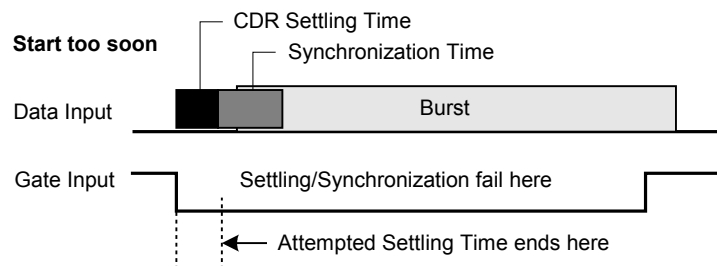 CDR Settling Time
Start too soon
Synchronization Time
Data Input
Burst
Gate Input
Settling/Synchronization fail here
Attempted Settling Time ends here